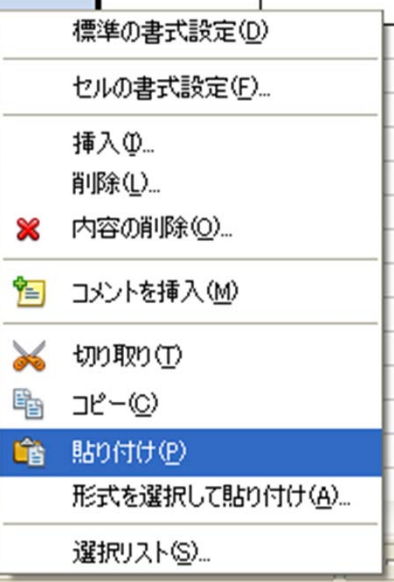 標準の書式設定(D)
セルの書式設定(F)...
挿入(I)...
削除(L)...
内容の削除(O)...
コメントを挿入(M)
切り取り(T)
コピー(C)
貼り付け(P)
形式を選択して貼り付け(A)...
選択リスト(S)...